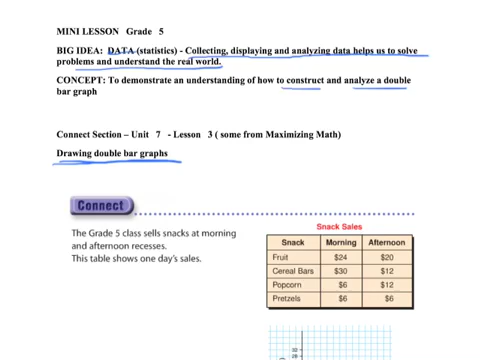 MINI LESSON Grade 5
BIG IDEA: DATA (statistics) - Collecting, displaying and analyzing data helps us to solve
problems and understand the real world.
CONCEPT: To demonstrate an understanding of how to construct and analyze a double
bar graph
Connect Section – Unit 7 - Lesson 3 ( some from Maximizing Math)
Drawing double bar graphs
Connect
The Grade 5 class sells snacks at morning
and afternoon recesses.
This table shows one day's sales.
Snack Sales
Snack Morning Afternoon
Fruit $24 $20
Cereal Bars $30 $12
Popcorn $6 $12
Pretzels $6 $6
32
28